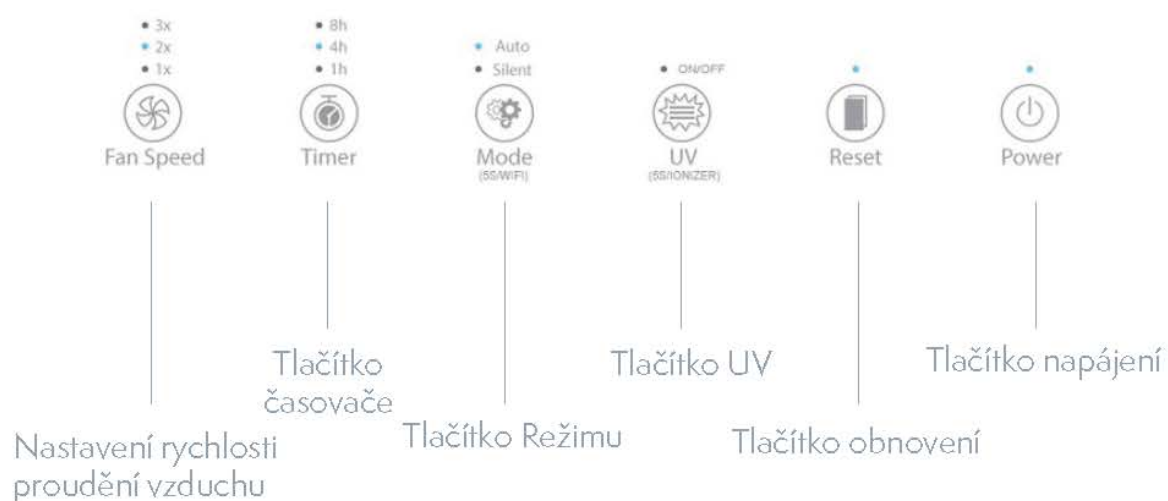 • 3x
• 2x
• 1x
Fan Speed
• 8h
• 4h
• 1h
Timer
• Auto
• Silent
Mode
(5S/WIFI)
• ON/OFF
UV
(5S/IONIZER)
Reset
Power
Nastavení rychlosti
proudění vzduchu
Tlačítko
časovače
Tlačítko Režimu
Tlačítko UV
Tlačítko obnovení
Tlačítko napájení